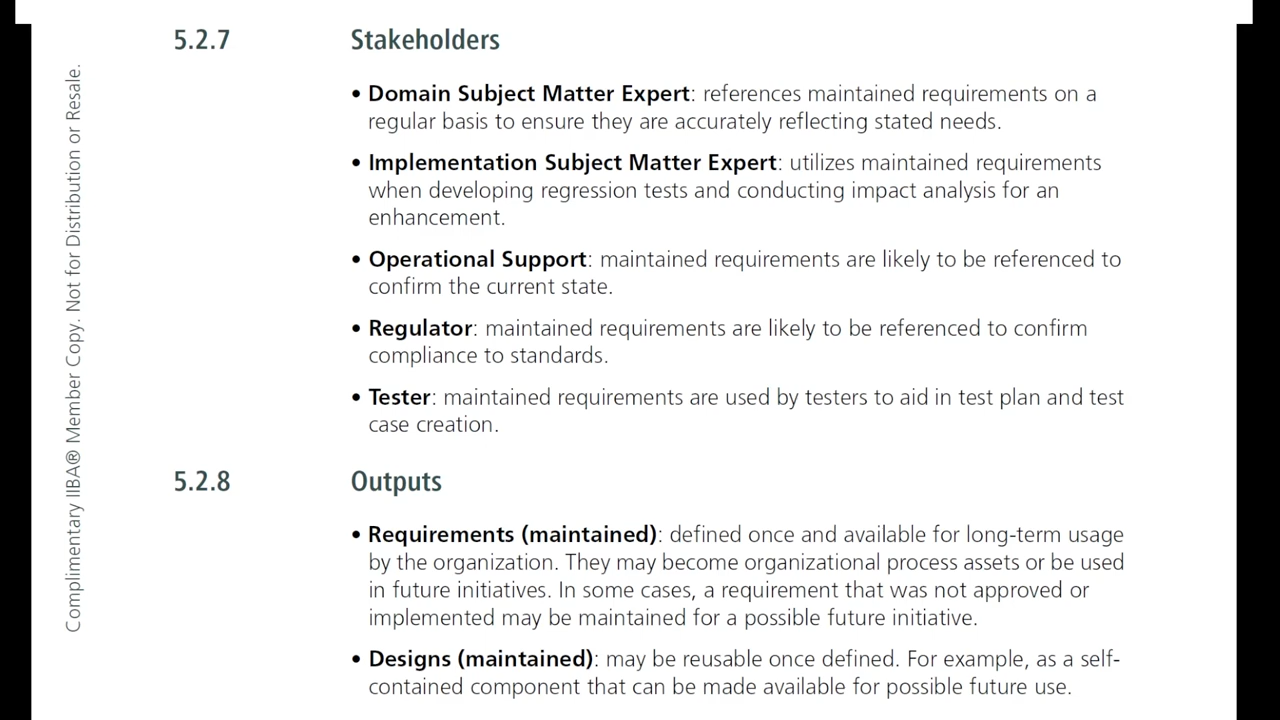 5.2.7 Stakeholders
• Domain Subject Matter Expert: references maintained requirements on a
regular basis to ensure they are accurately reflecting stated needs.
• Implementation Subject Matter Expert: utilizes maintained requirements
when developing regression tests and conducting impact analysis for an
enhancement.
• Operational Support: maintained requirements are likely to be referenced to
confirm the current state.
• Regulator: maintained requirements are likely to be referenced to confirm
compliance to standards.
• Tester: maintained requirements are used by testers to aid in test plan and test
case creation.
5.2.8 Outputs
• Requirements (maintained): defined once and available for long-term usage
by the organization. They may become organizational process assets or be used
in future initiatives. In some cases, a requirement that was not approved or
implemented may be maintained for a possible future initiative.
• Designs (maintained): may be reusable once defined. For example, as a self-
contained component that can be made available for possible future use.
Complimentary IIBA® Member Copy. Not for Distribution or Resale.